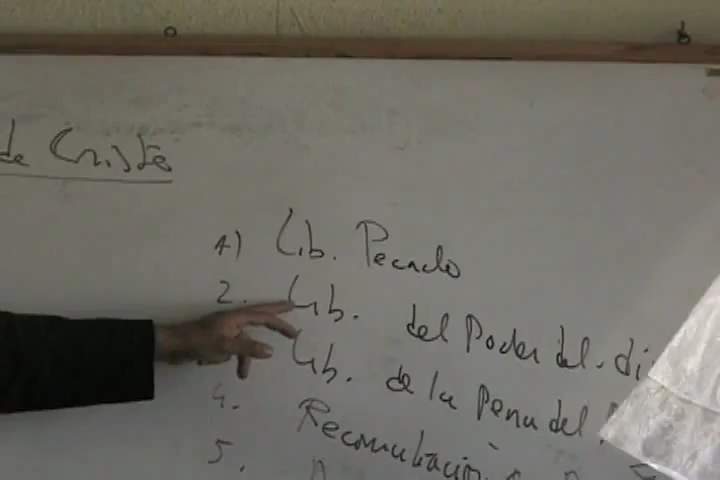 de Cristo
1) Lib. Pecado
2. Lib. del Poder del di
Lib. de la pena del
4. Reconciliación
5.